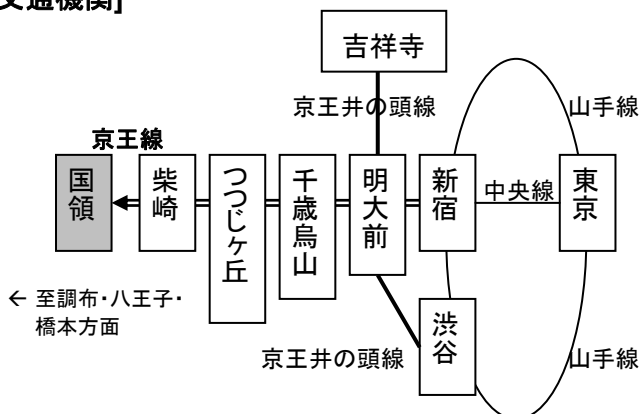 交通機関]
吉祥寺
京王井の頭線
山手線
京王線
国領
柴崎
つつじヶ丘
千歳烏山
明大前
新宿
中央線
東京
← 至調布・八王子・
橋本方面
渋谷
京王井の頭線
山手線